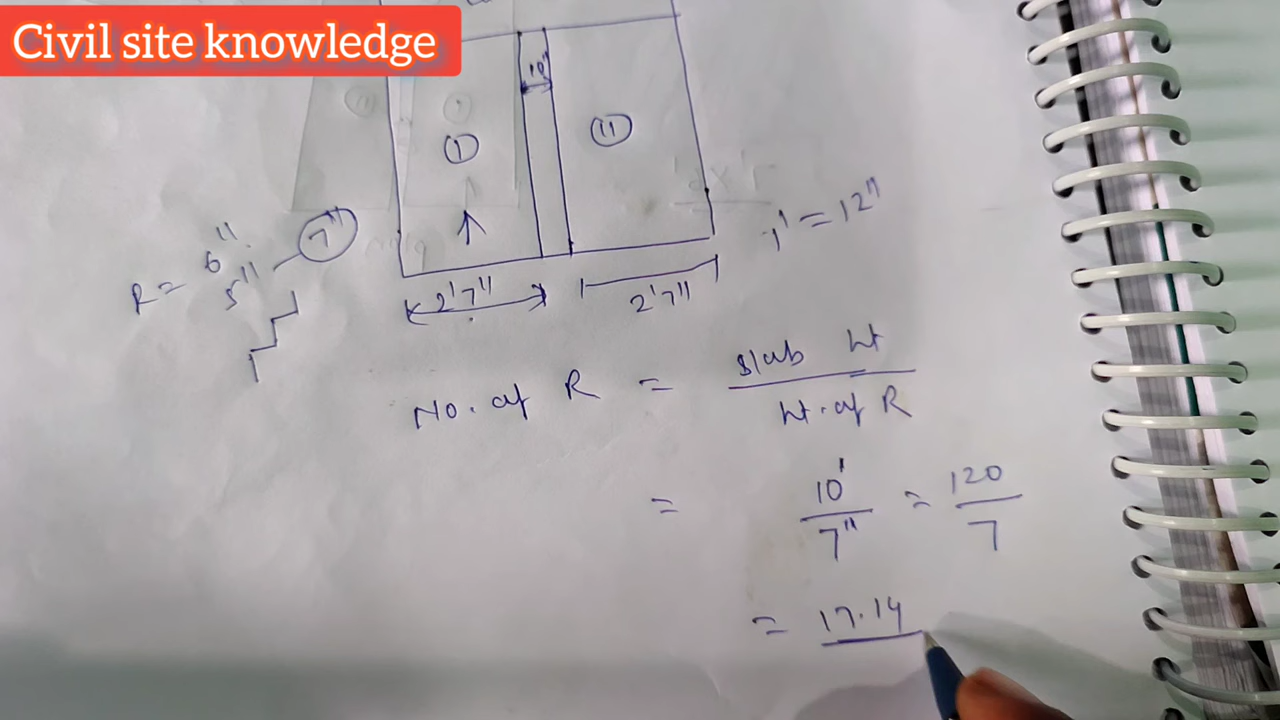 Civil site knowledge
10"
1
11
1' = 12"
R = 6"
5"
7"
2'7"
2'7"
No. of R = slab ht
ht. of R
= 10' = 120
7" 7
= 17.14